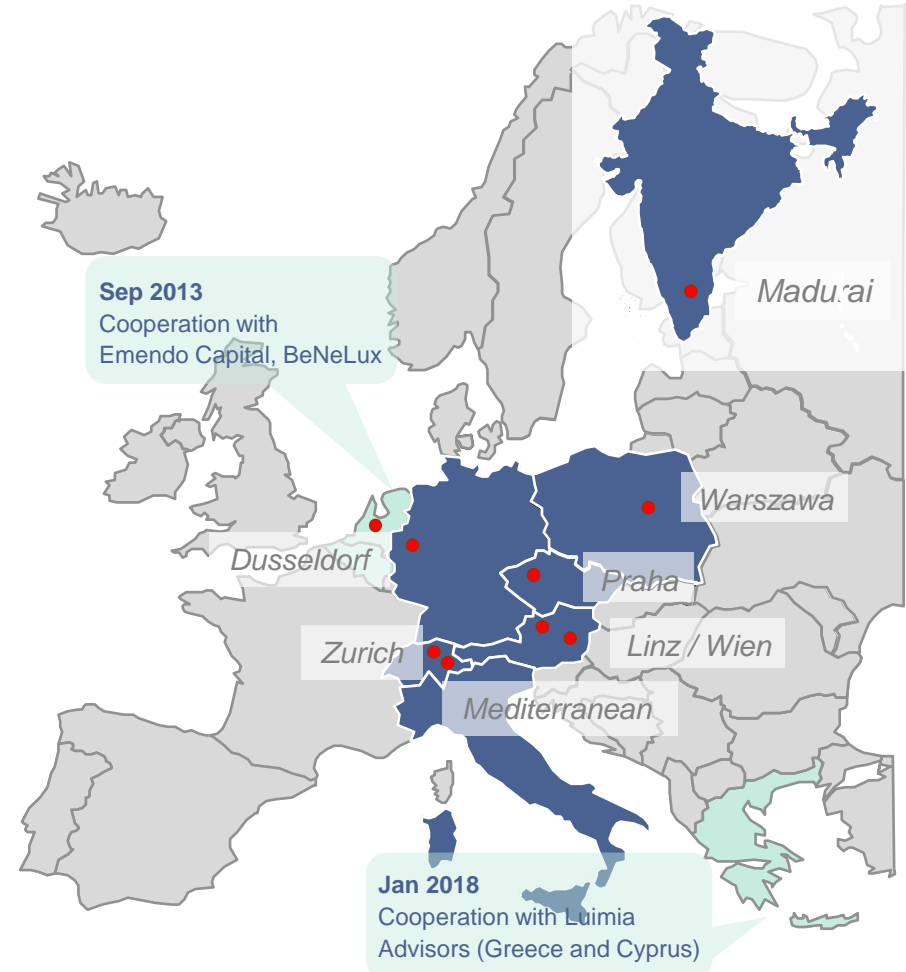 Madurai
Sep 2013
Cooperation with
Emendo Capital, BeNeLux
Warszawa
Dusseldorf
Praha
Zurich
Linz / Wien
Mediterranean
Jan 2018
Cooperation with Luimia
Advisors (Greece and Cyprus)